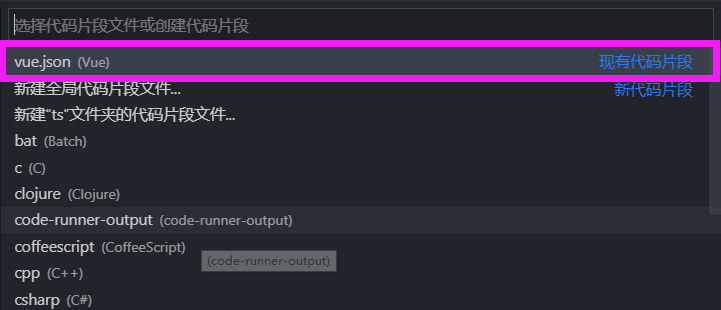 选择代码片段文件或创建代码片段
vue.json (Vue) 现有代码片段
新建全局代码片段文件... 新代码片段
新建“ts”文件夹的代码片段文件...
bat (Batch)
c (C)
clojure (Clojure)
code-runner-output (code-runner-output)
coffeescript (CoffeeScript)
(code-runner-output)
cpp (C++)
csharp (C#)